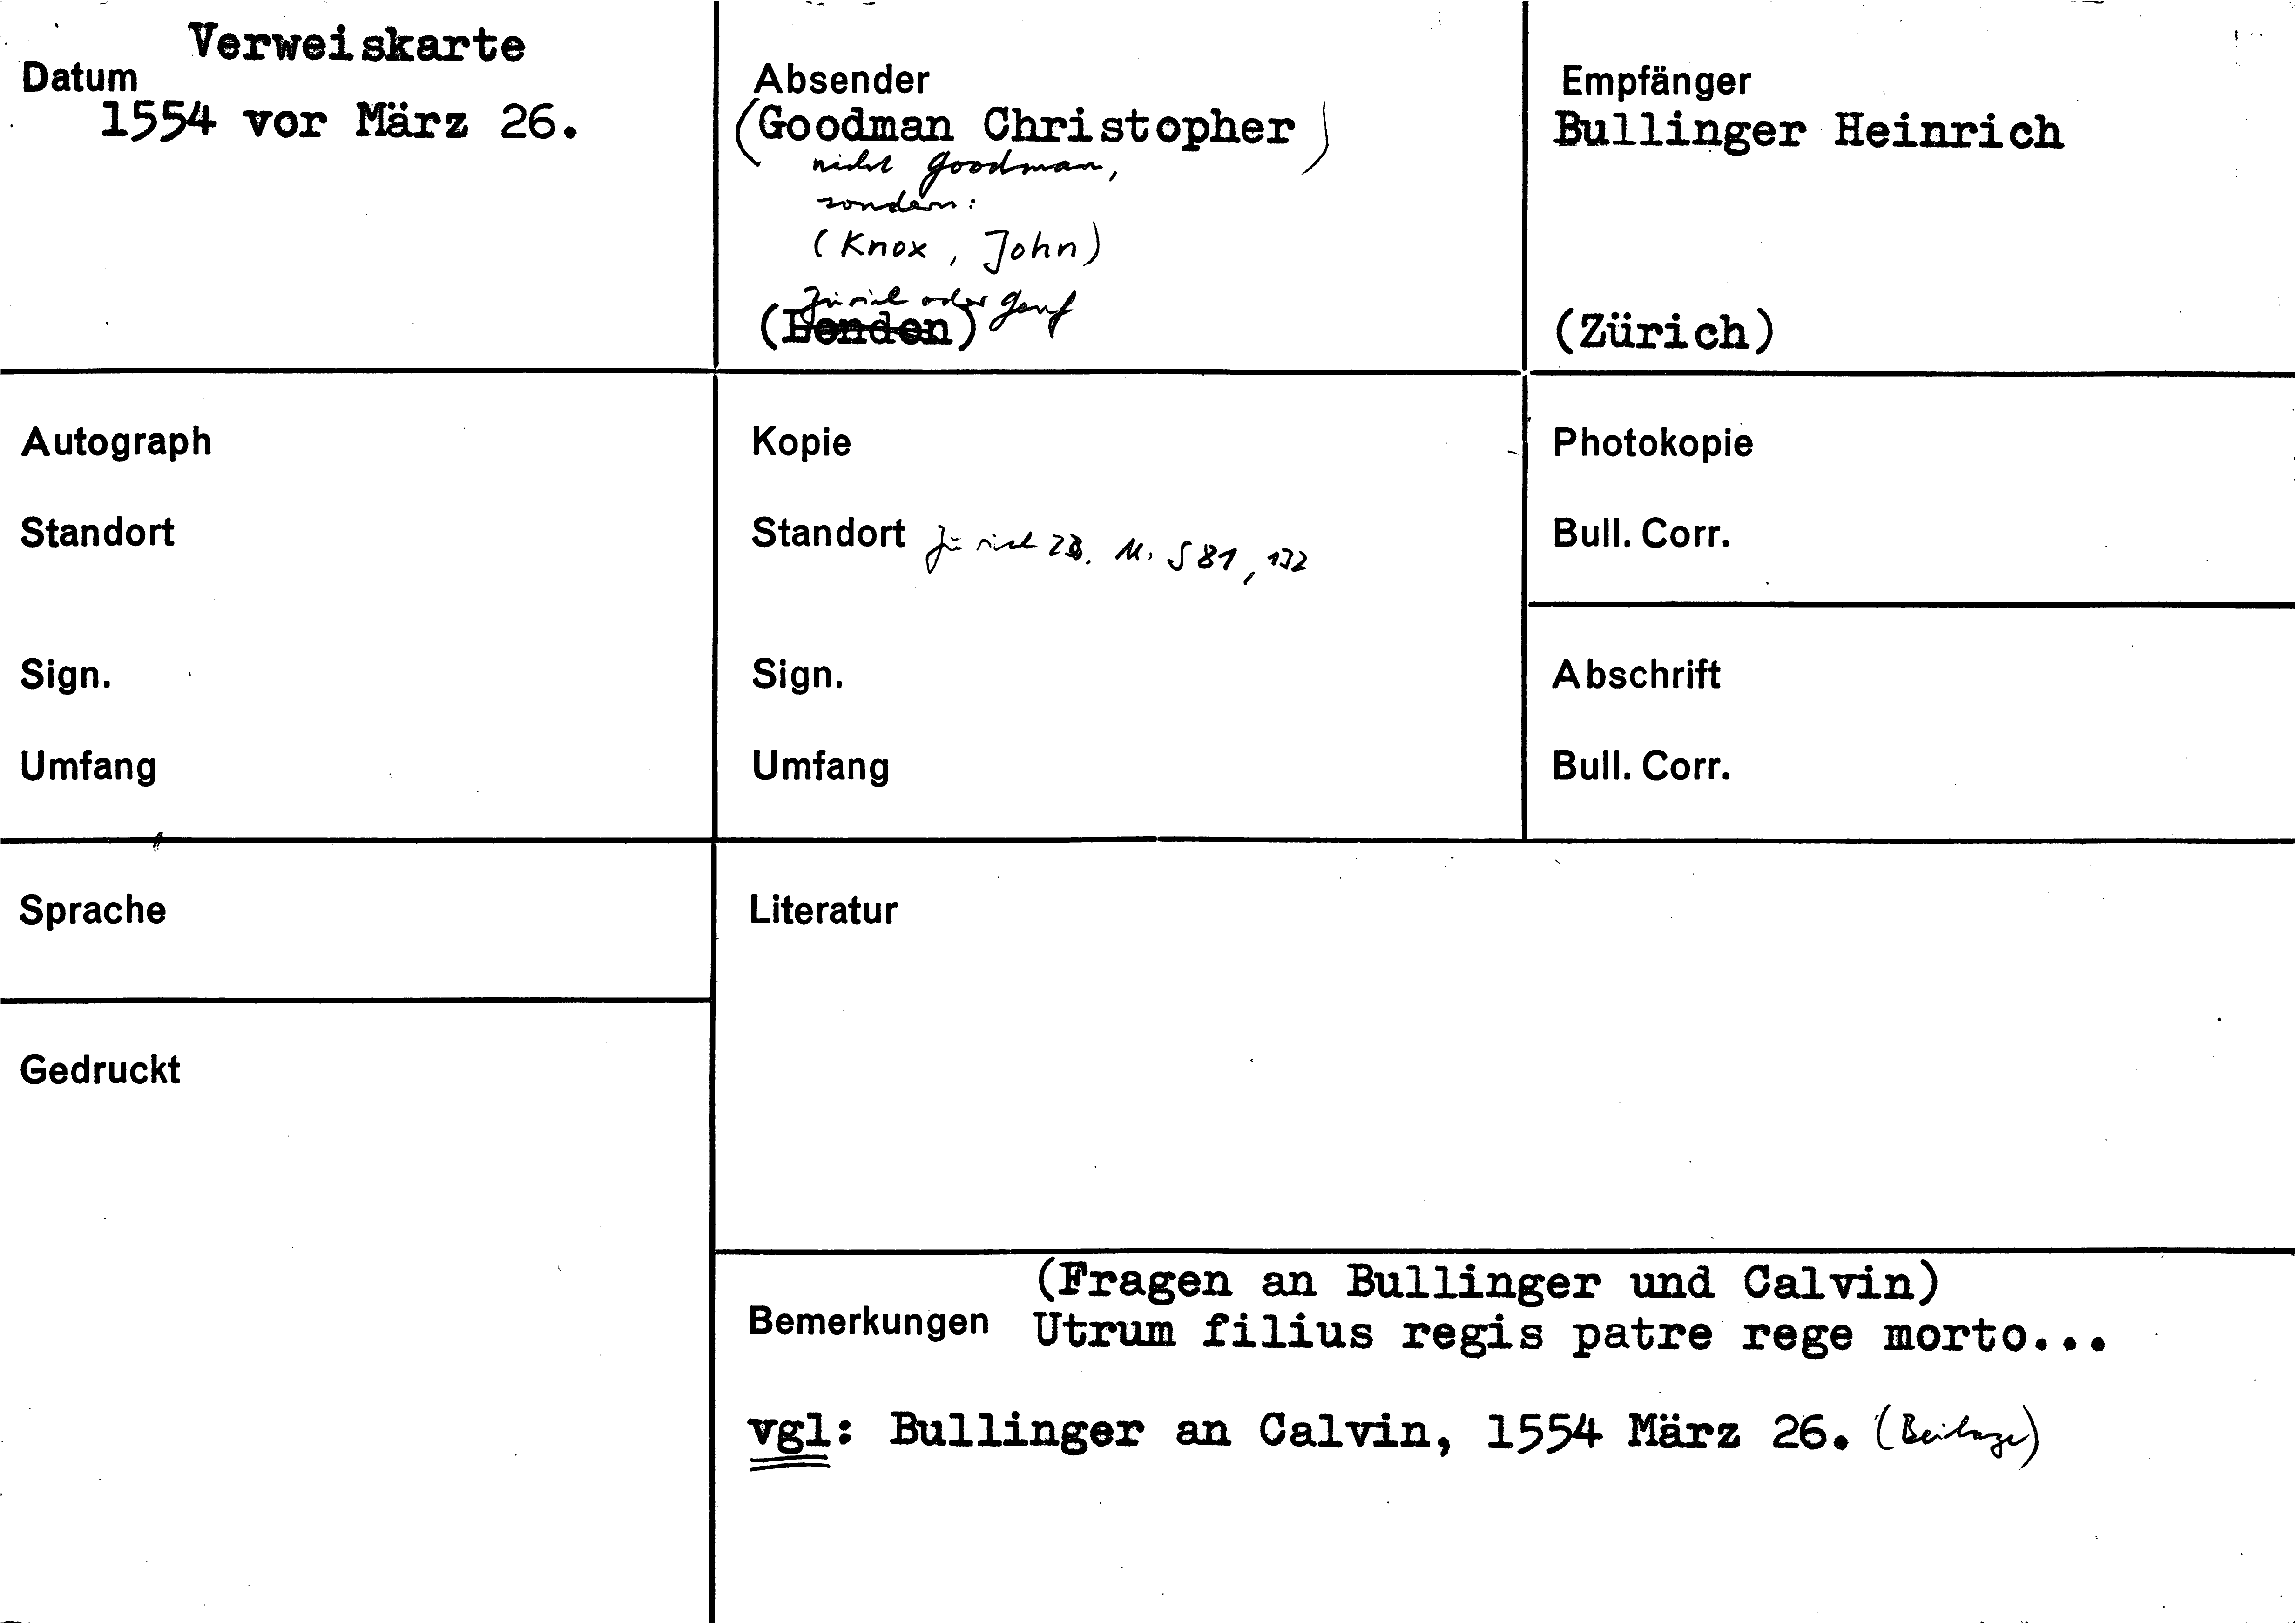 Verweiskarte
Datum
1554 vor März 26.
Absender
(Goodman Christopher)
nicht Goodman,
sondern:
(Knox, John)
Zürich oder Genf
(London)
Empfänger
Bullinger Heinrich
(Zürich)
Autograph
Standort
Sign.
Umfang
Kopie
Standort Zürich ZB. M. S 81, 132
Sign.
Umfang
Photokopie
Bull. Corr.
Abschrift
Bull. Corr.
Sprache
Gedruckt
Literatur
(Fragen an Bullinger und Calvin)
Bemerkungen Utrum filius regis patre rege morto...
vgl: Bullinger an Calvin, 1554 März 26. (Beilage)